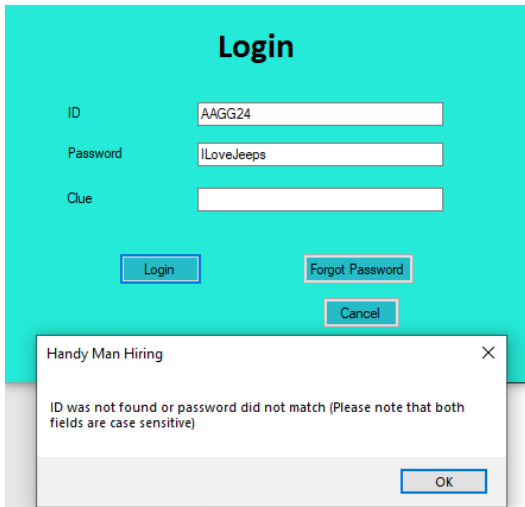 Login
ID AAGG24
Password ILoveJeeps
Clue
Login Forgot Password
Cancel
Handy Man Hiring
ID was not found or password did not match (Please note that both
fields are case sensitive)
OK